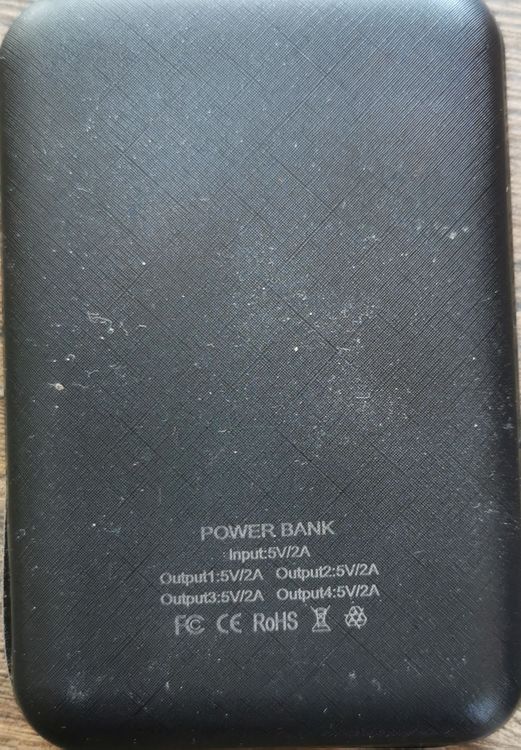 POWER BANK
Input:5V/2A
Output1:5V/2A Output2:5V/2A
Output3:5V/2A Output4:5V/2A
FC CE RoHS